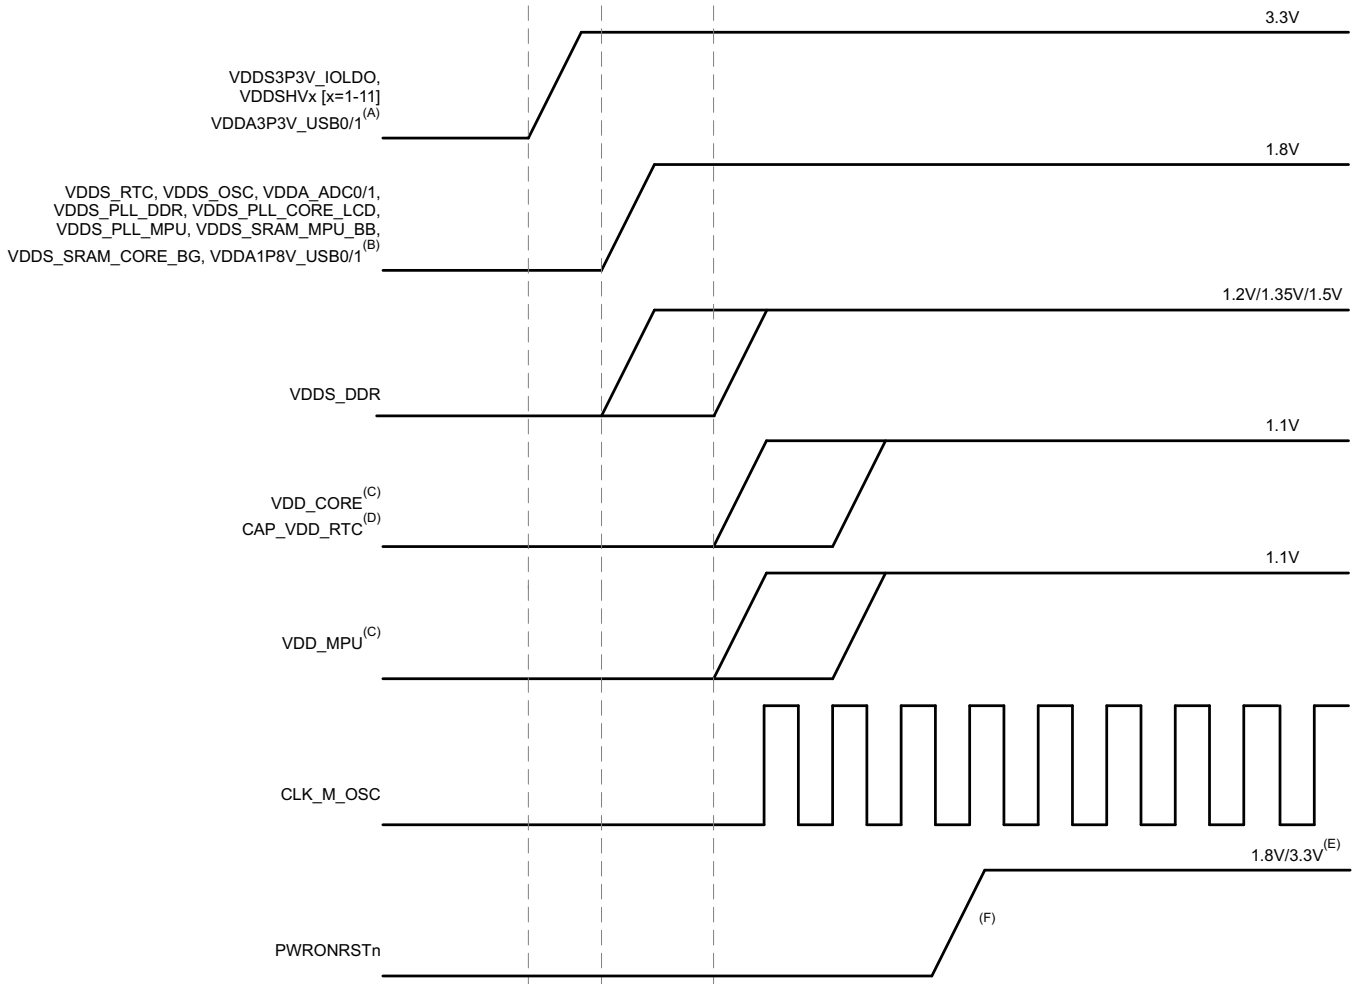 3.3V
VDDS3P3V_IOLDO,
VDDSHVx [x=1-11]
VDDA3P3V_USB0/1(A)
1.8V
VDDS_RTC, VDDS_OSC, VDDA_ADC0/1,
VDDS_PLL_DDR, VDDS_PLL_CORE_LCD,
VDDS_PLL_MPU, VDDS_SRAM_MPU_BB,
VDDS_SRAM_CORE_BG, VDDA1P8V_USB0/1(B)
1.2V/1.35V/1.5V
VDDS_DDR
1.1V
VDD_CORE(C)
CAP_VDD_RTC(D)
1.1V
VDD_MPU(C)
CLK_M_OSC
1.8V/3.3V(E)
(F)
PWRONRSTn